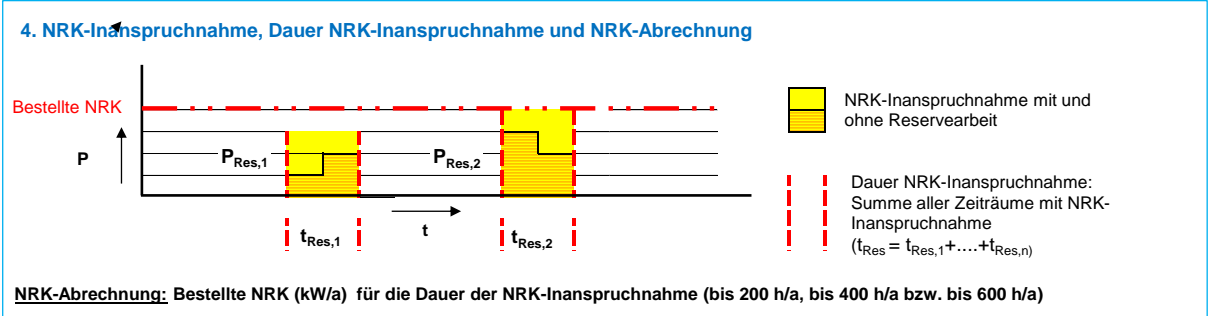 4. NRK-Inanspruchnahme, Dauer NRK-Inanspruchnahme und NRK-Abrechnung
Bestellte NRK
P
P_Res,1
P_Res,2
t_Res,1
t
t_Res,2
NRK-Inanspruchnahme mit und
ohne Reservearbeit
Dauer NRK-Inanspruchnahme:
Summe aller Zeiträume mit NRK-
Inanspruchnahme
(t_Res = t_Res,1+....+t_Res,n)
NRK-Abrechnung: Bestellte NRK (kW/a) für die Dauer der NRK-Inanspruchnahme (bis 200 h/a, bis 400 h/a bzw. bis 600 h/a)